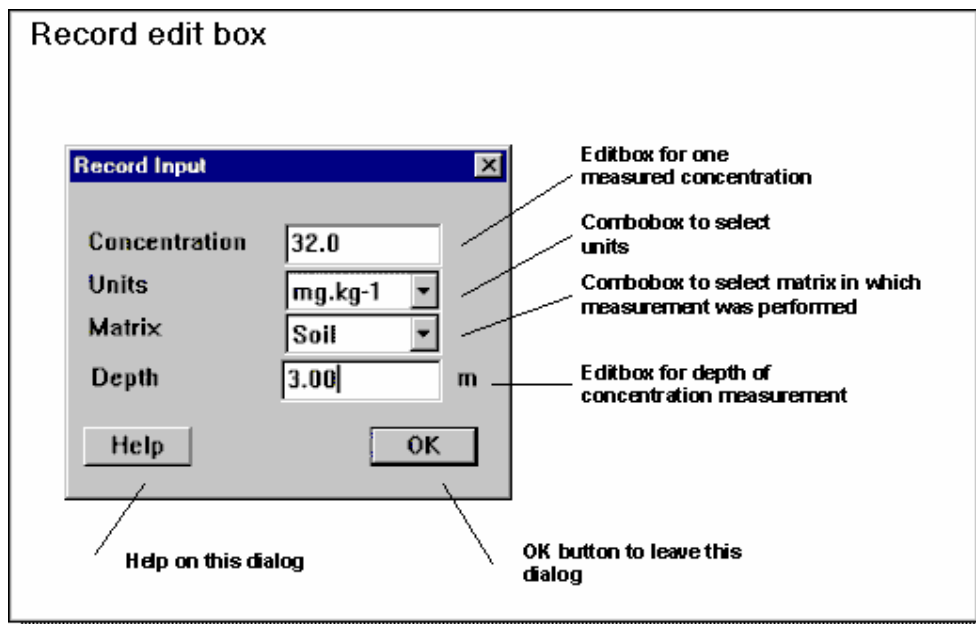 Record edit box
Record Input
Editbox for one
measured concentration
Concentration 32.0
Combobox to select
units
Units mg.kg-1
Combobox to select matrix in which
measurement was performed
Matrix Soil
Depth 3.00 m
Editbox for depth of
concentration measurement
Help OK
Help on this dialog
OK button to leave this
dialog